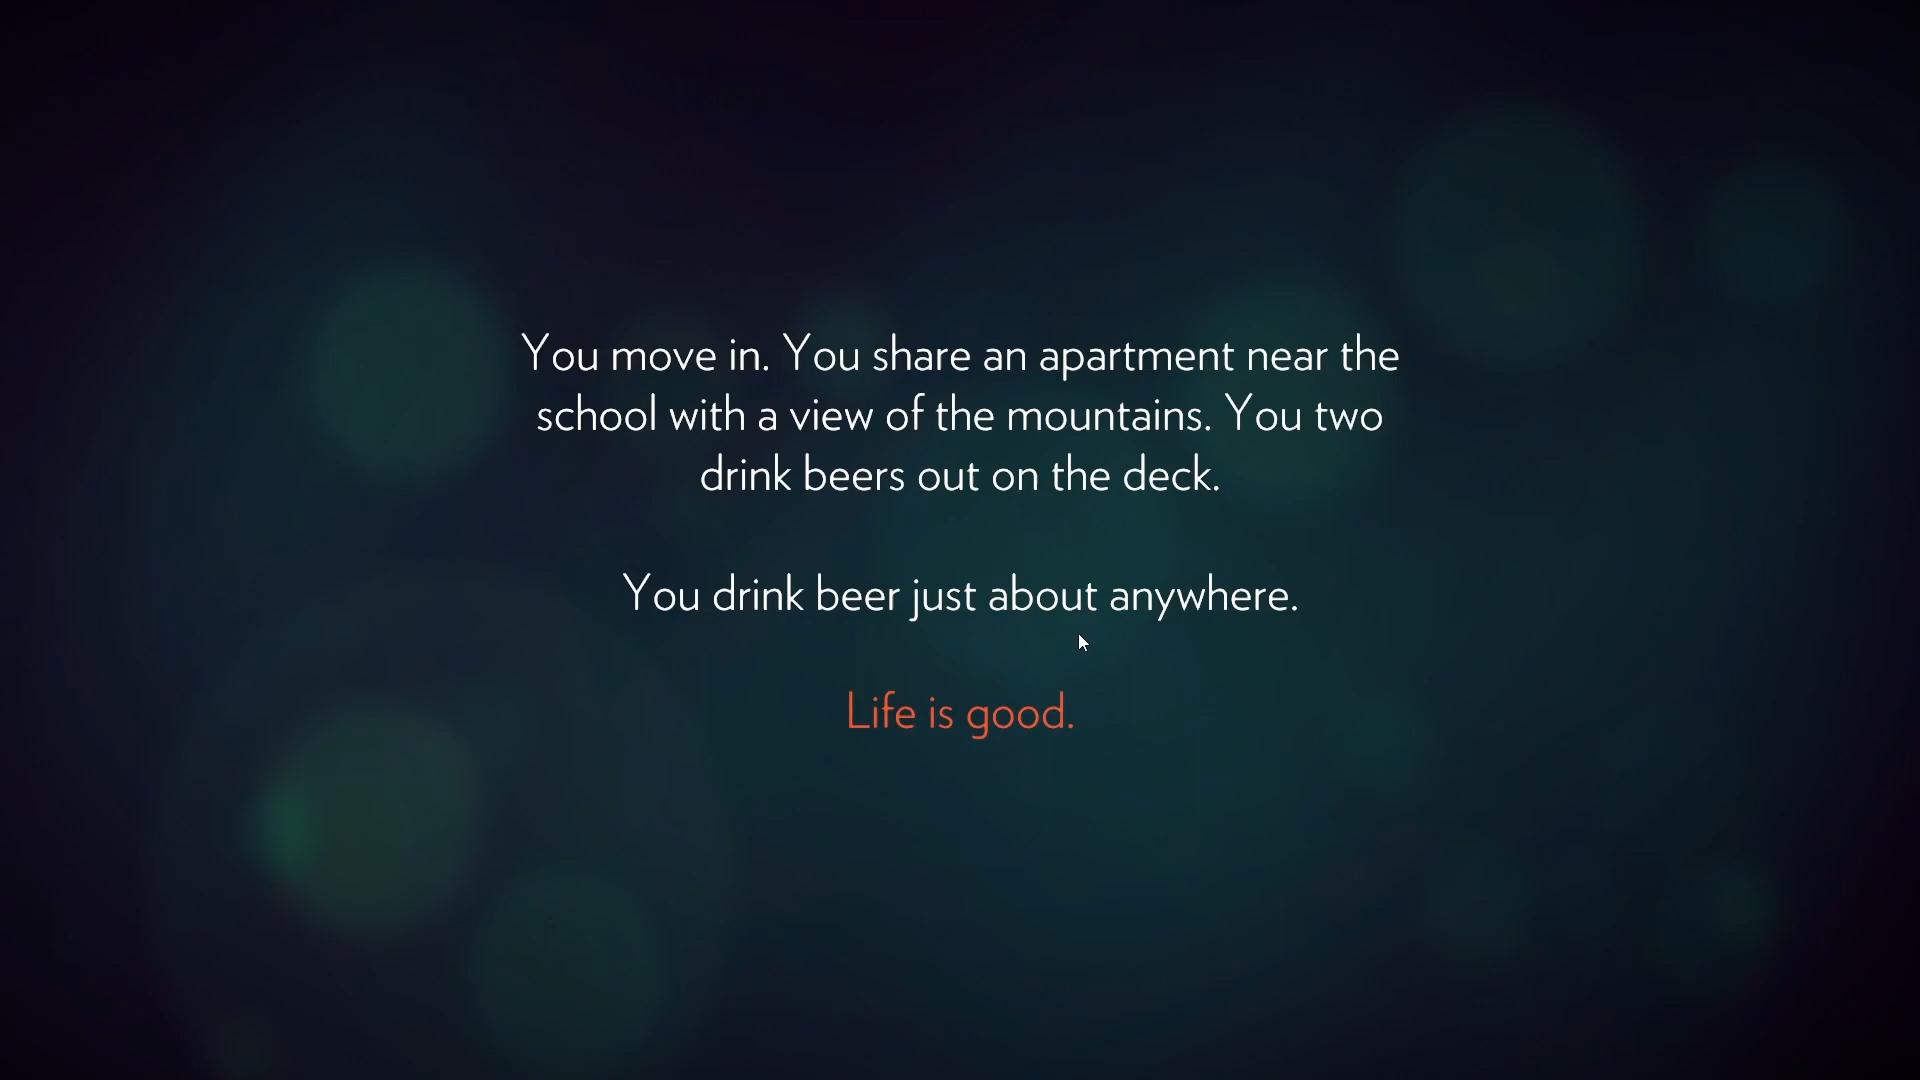 You move in. You share an apartment near the
school with a view of the mountains. You two
drink beers out on the deck.
You drink beer just about anywhere.
Life is good.